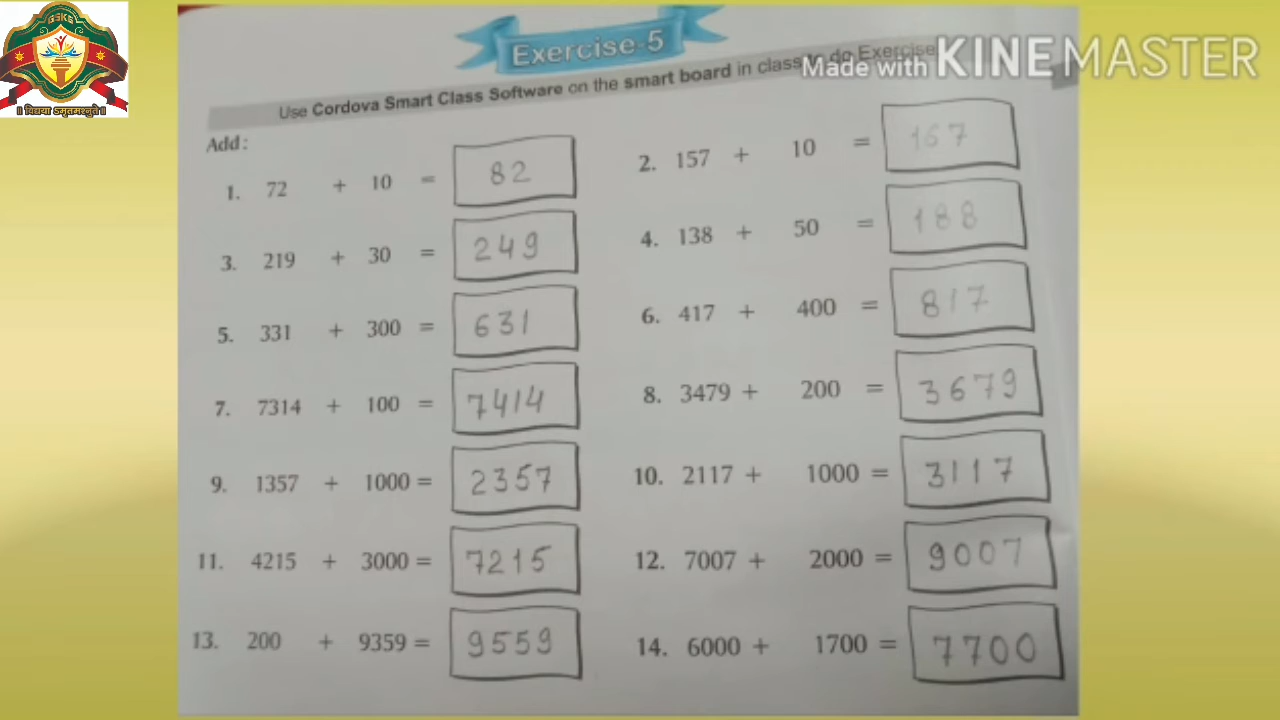 GSKS
॥ विद्यया ऽमृतमश्नुते॥
Made with KINEMASTER
Exercise-5
Use Cordova Smart Class Software on the smart board in class to do Exercise
Add:
1. 72 + 10 = 82
2. 157 + 10 = 167
3. 219 + 30 = 249
4. 138 + 50 = 188
5. 331 + 300 = 631
6. 417 + 400 = 817
7. 7314 + 100 = 7414
8. 3479 + 200 = 3679
9. 1357 + 1000 = 2357
10. 2117 + 1000 = 3117
11. 4215 + 3000 = 7215
12. 7007 + 2000 = 9007
13. 200 + 9359 = 9559
14. 6000 + 1700 = 7700